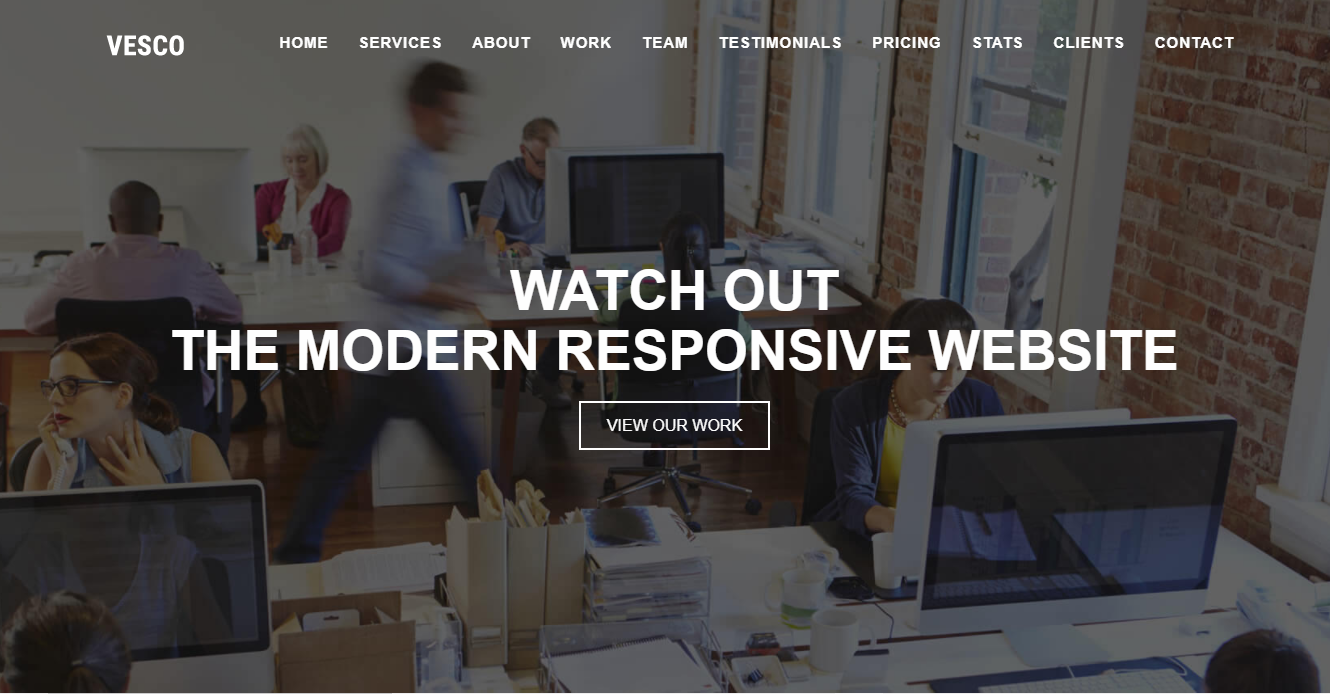 VESCO
HOME SERVICES ABOUT WORK TEAM TESTIMONIALS PRICING STATS CLIENTS CONTACT
WATCH OUT
THE MODERN RESPONSIVE WEBSITE
VIEW OUR WORK